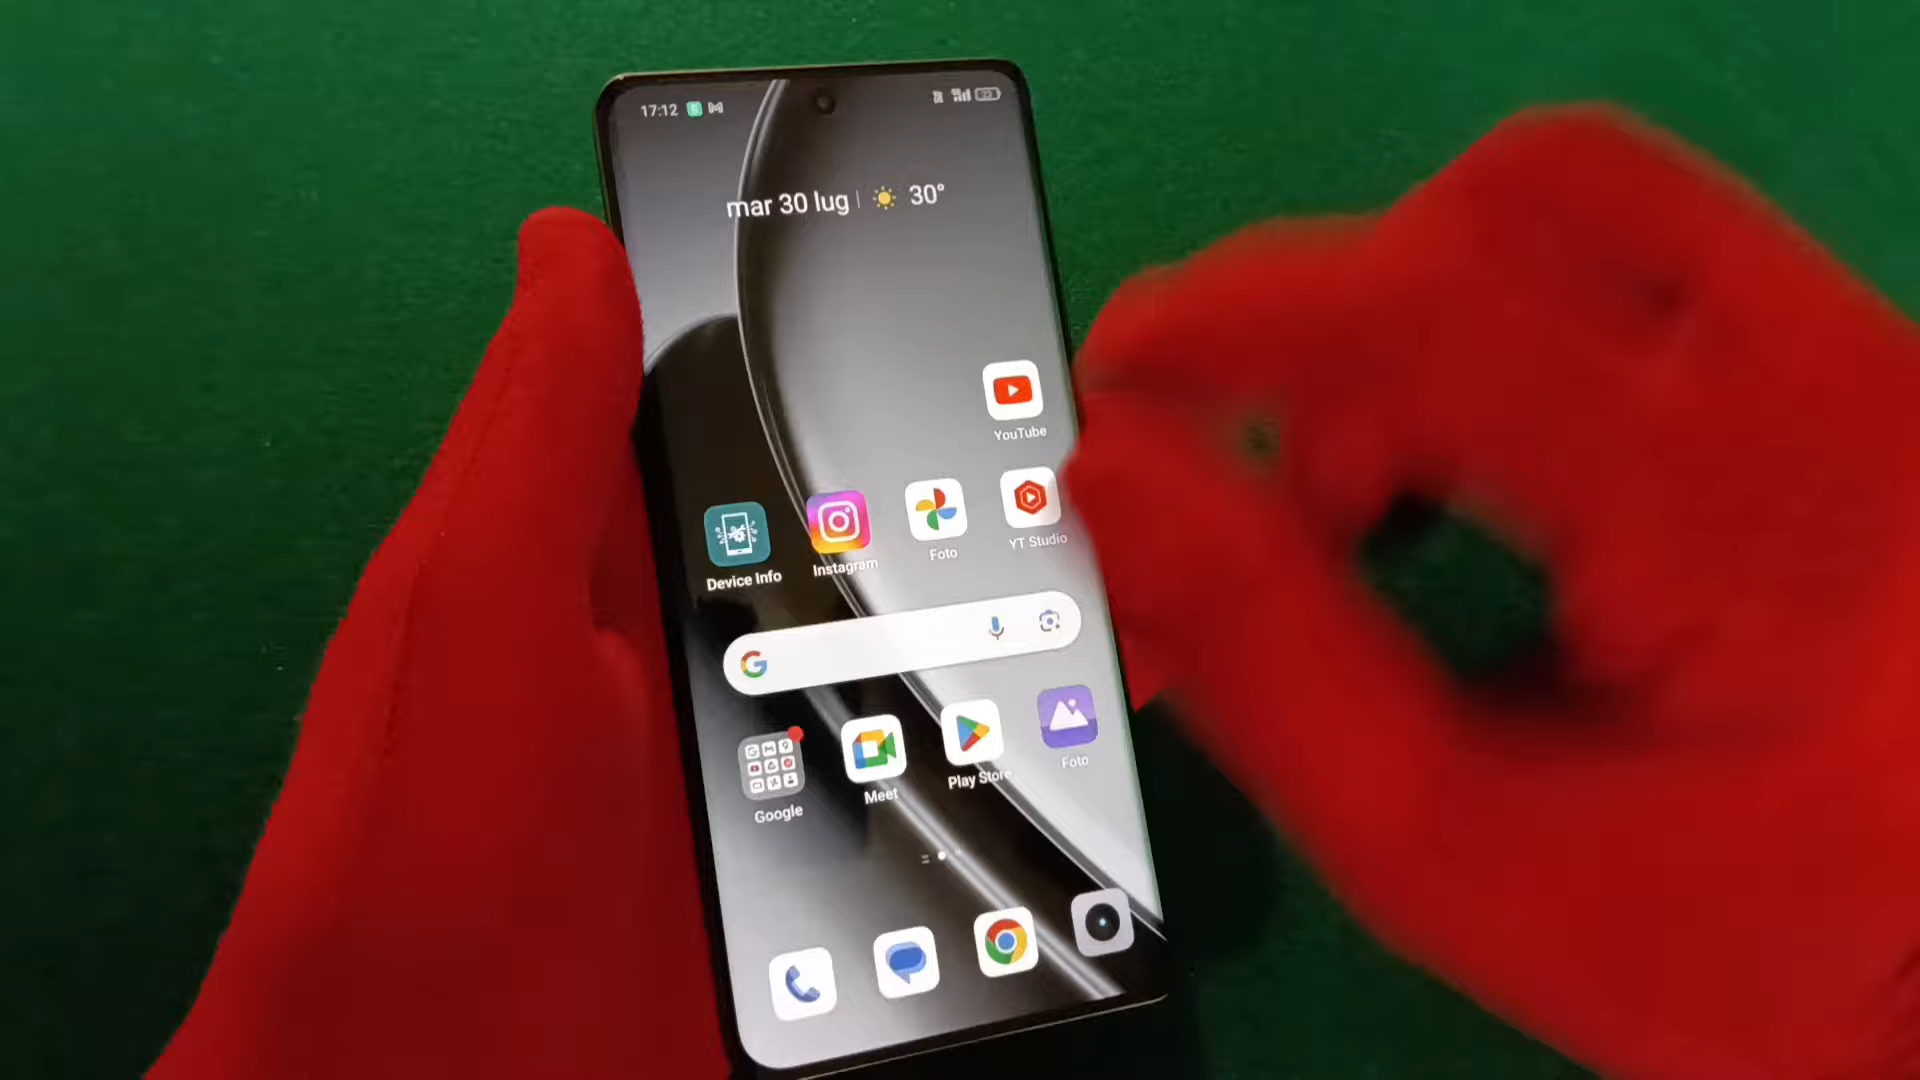 17:12
mar 30 lug | 30°
YouTube
Device Info
Instagram
Foto
YT Studio
Google
Meet
Play Store
Foto